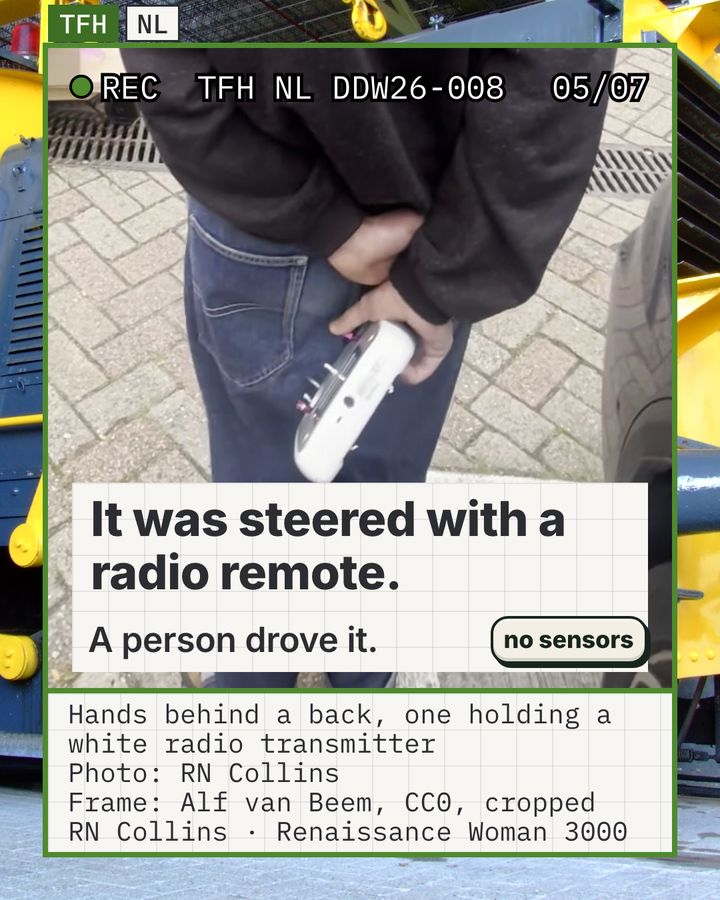 TFH NL
REC TFH NL DDW26-008 05/07
It was steered with a
radio remote.
A person drove it.
no sensors
Hands behind a back, one holding a
white radio transmitter
Photo: RN Collins
Frame: Alf van Beem, CC0, cropped
RN Collins · Renaissance Woman 3000